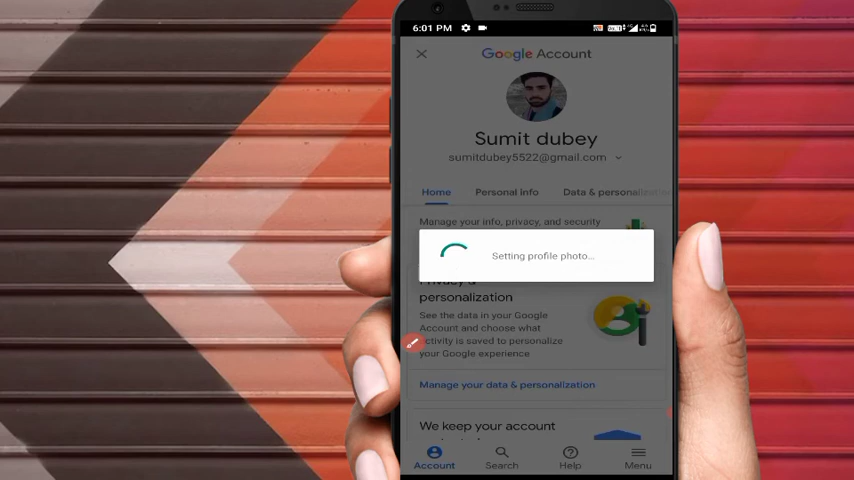 6:01 PM
Google Account
Sumit dubey
sumitdubey5522@gmail.com
Home Personal info Data & personalization
Manage your info, privacy, and security
Setting profile photo...
Privacy &
personalization
See the data in your Google
Account and choose what
activity is saved to personalize
your Google experience
Manage your data & personalization
We keep your account
Account Search Help Menu